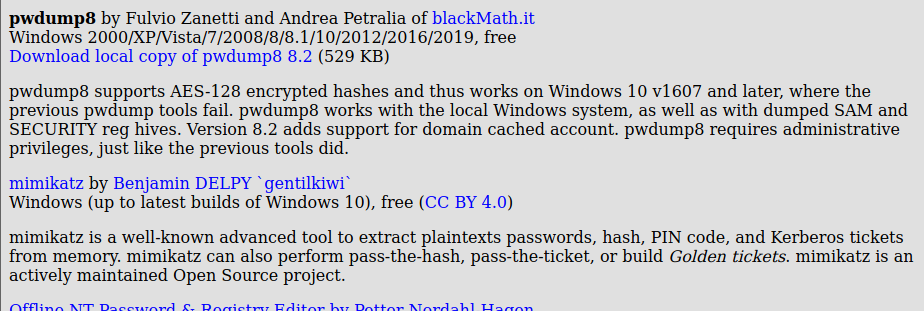 pwdump8 by Fulvio Zanetti and Andrea Petralia of blackMath.it
Windows 2000/XP/Vista/7/2008/8/8.1/10/2012/2016/2019, free
Download local copy of pwdump8 8.2 (529 KB)
pwdump8 supports AES-128 encrypted hashes and thus works on Windows 10 v1607 and later, where the
previous pwdump tools fail. pwdump8 works with the local Windows system, as well as with dumped SAM and
SECURITY reg hives. Version 8.2 adds support for domain cached account. pwdump8 requires administrative
privileges, just like the previous tools did.
mimikatz by Benjamin DELPY `gentilkiwi`
Windows (up to latest builds of Windows 10), free (CC BY 4.0)
mimikatz is a well-known advanced tool to extract plaintexts passwords, hash, PIN code, and Kerberos tickets
from memory. mimikatz can also perform pass-the-hash, pass-the-ticket, or build Golden tickets. mimikatz is an
actively maintained Open Source project.
Offline NT Password & Registry Editor by Petter Nordahl-Hagen